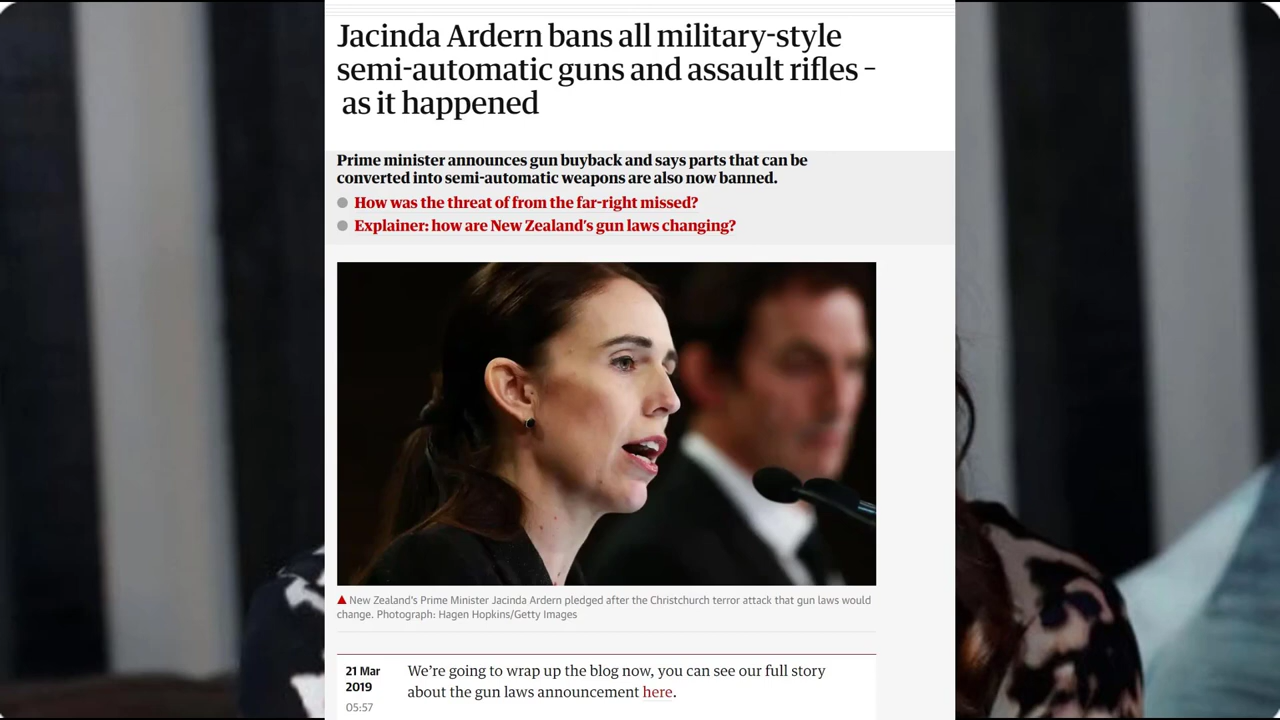 Jacinda Ardern bans all military-style
semi-automatic guns and assault rifles –
as it happened
Prime minister announces gun buyback and says parts that can be
converted into semi-automatic weapons are also now banned.
How was the threat of from the far-right missed?
Explainer: how are New Zealand's gun laws changing?
New Zealand's Prime Minister Jacinda Ardern pledged after the Christchurch terror attack that gun laws would
change. Photograph: Hagen Hopkins/Getty Images
21 Mar
2019
05:57
We're going to wrap up the blog now, you can see our full story
about the gun laws announcement here.